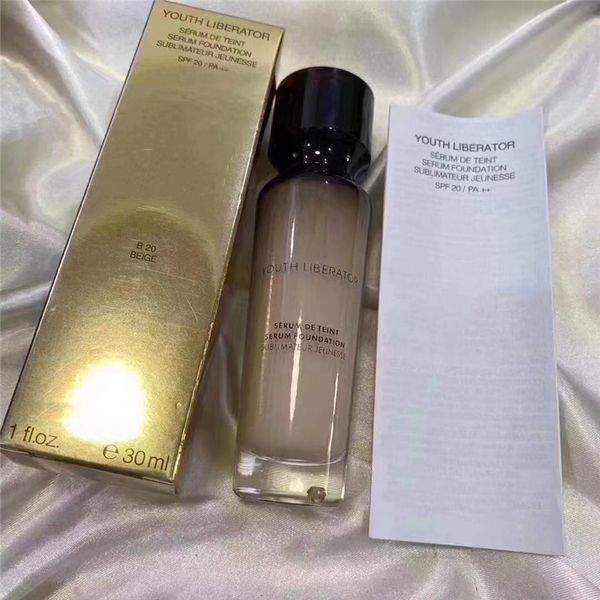 YOUTH LIBERATOR
SÉRUM DE TEINT
SERUM FOUNDATION
SUBLIMATEUR JEUNESSE
SPF 20 / PA++
B 20
BEIGE
1 fl.oz. e 30 ml
YOUTH LIBERATOR
SÉRUM DE TEINT
SERUM FOUNDATION
SUBLIMATEUR JEUNESSE
YOUTH LIBERATOR
SÉRUM DE TEINT
SERUM FOUNDATION
SUBLIMATEUR JEUNESSE
SPF 20 / PA ++